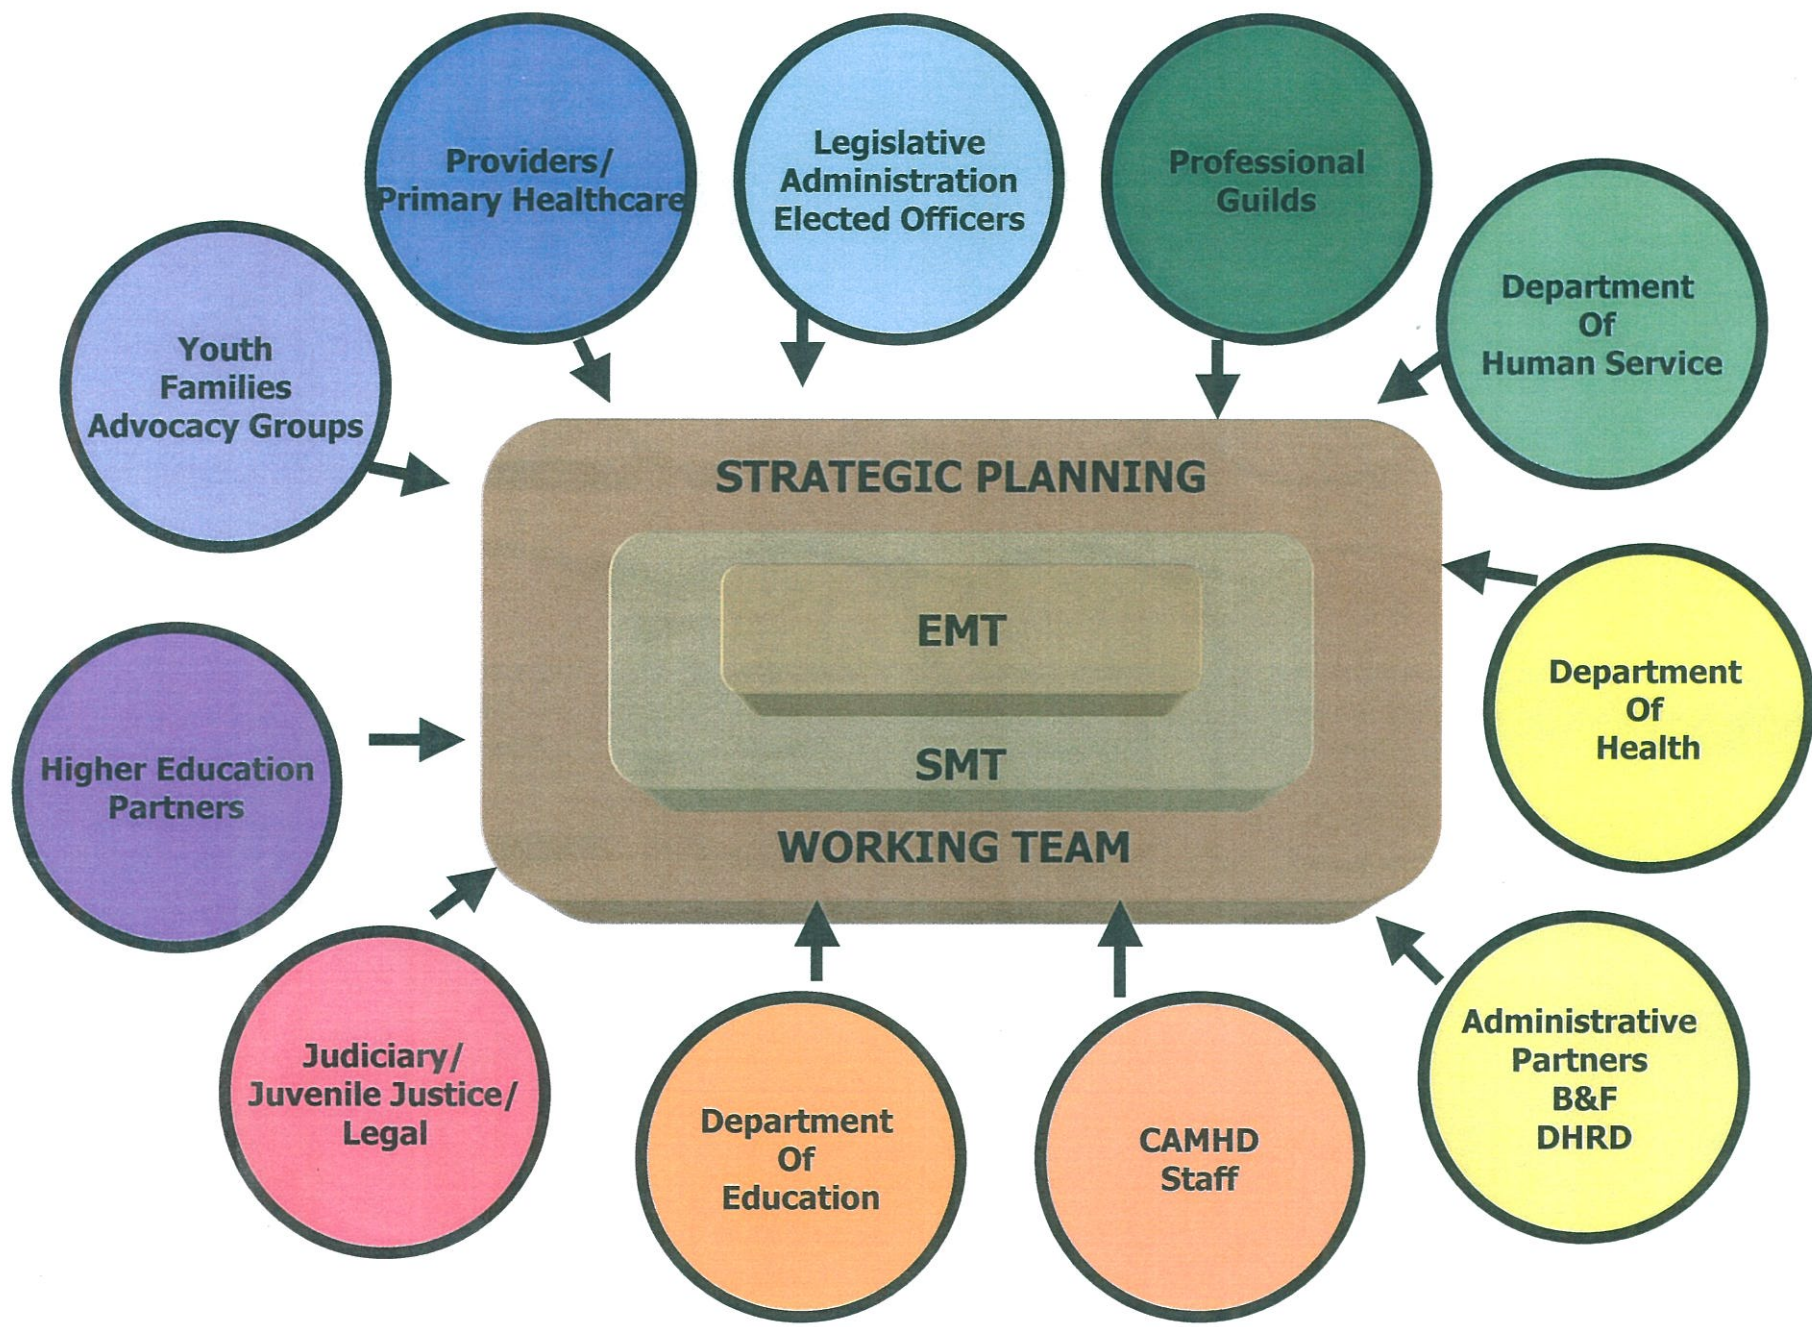 Providers/
Primary Healthcare
Legislative
Administration
Elected Officers
Professional
Guilds
Department
Of
Human Service
Youth
Families
Advocacy Groups
STRATEGIC PLANNING
EMT
SMT
WORKING TEAM
Department
Of
Health
Higher Education
Partners
Judiciary/
Juvenile Justice/
Legal
Department
Of
Education
CAMHD
Staff
Administrative
Partners
B&F
DHRD